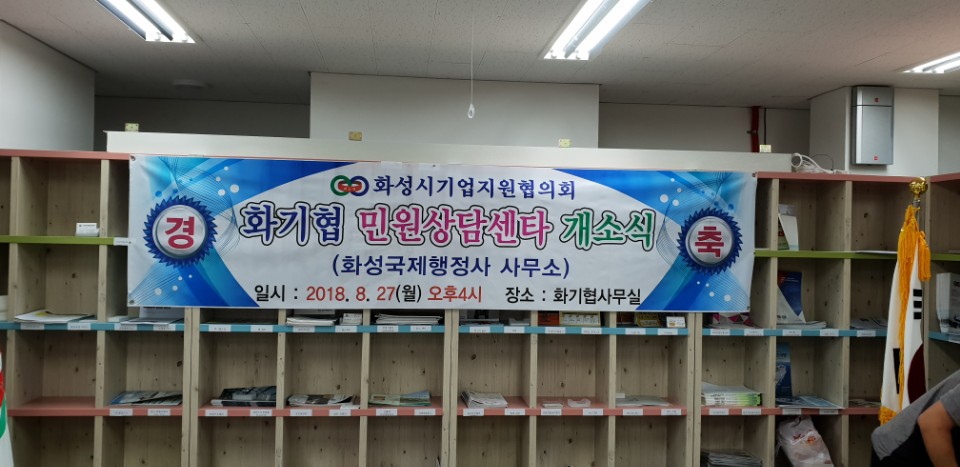 화성시기업지원협의회
경 화기협 민원상담센타 개소식 축
(화성국제행정사 사무소)
일시 : 2018. 8. 27(월) 오후4시 장소 : 화기협사무실